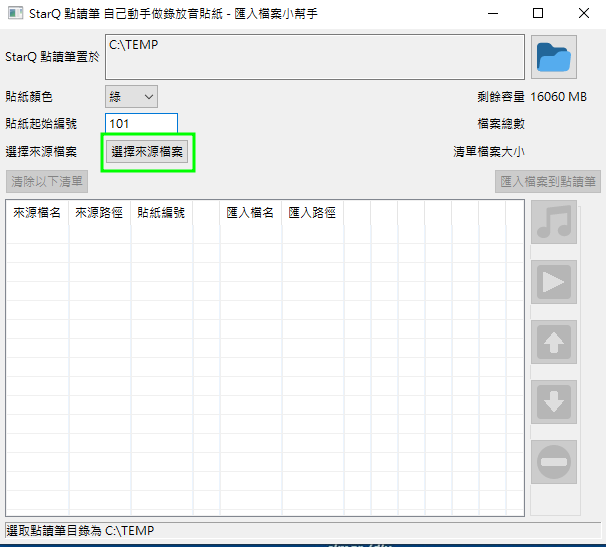 StarQ 點讀筆 自己動手做錄放音貼紙 - 匯入檔案小幫手
StarQ 點讀筆置於 C:\TEMP
貼紙顏色 綠 剩餘容量 16060 MB
貼紙起始編號 101 檔案總數
選擇來源檔案 選擇來源檔案 清單檔案大小
清除以下清單 匯入檔案到點讀筆
來源檔名 來源路徑 貼紙編號 匯入檔名 匯入路徑
選取點讀筆目錄為 C:\TEMP